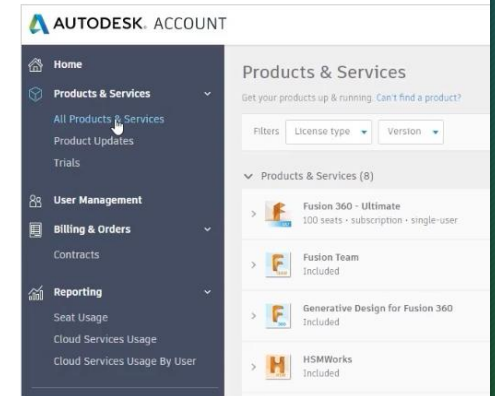 AUTODESK. ACCOUNT
Home
Products & Services
All Products & Services
Product Updates
Trials
User Management
Billing & Orders
Contracts
Reporting
Seat Usage
Cloud Services Usage
Cloud Services Usage By User
Products & Services
Get your products up & running. Can't find a product?
Filters License type Version
Products & Services (8)
Fusion 360 - Ultimate
100 seats · subscription · single-user
Fusion Team
Included
Generative Design for Fusion 360
Included
HSMWorks
Included